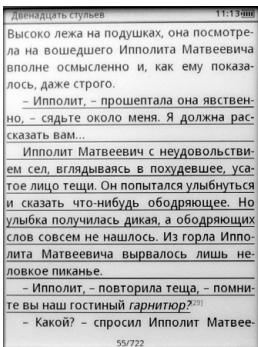 Двенадцать стульев 11:13
Высоко лежа на подушках, она посмотре-
ла на вошедшего Ипполита Матвеевича
вполне осмысленно и, как ему показа-
лось, даже строго.
– Ипполит, – прошептала она явствен-
но, – сядьте около меня. Я должна рас-
сказать вам...
Ипполит Матвеевич с неудовольстви-
ем сел, вглядываясь в похудевшее, уса-
тое лицо тещи. Он попытался улыбнуться
и сказать что-нибудь ободряющее. Но
улыбка получилась дикая, а ободряющих
слов совсем не нашлось. Из горла Иппо-
лита Матвеевича вырвалось лишь не-
ловкое пиканье.
– Ипполит, – повторила теща, – помни-
те вы наш гостиный гарнитюр?[29]
– Какой? – спросил Ипполит Матвее-
55/722